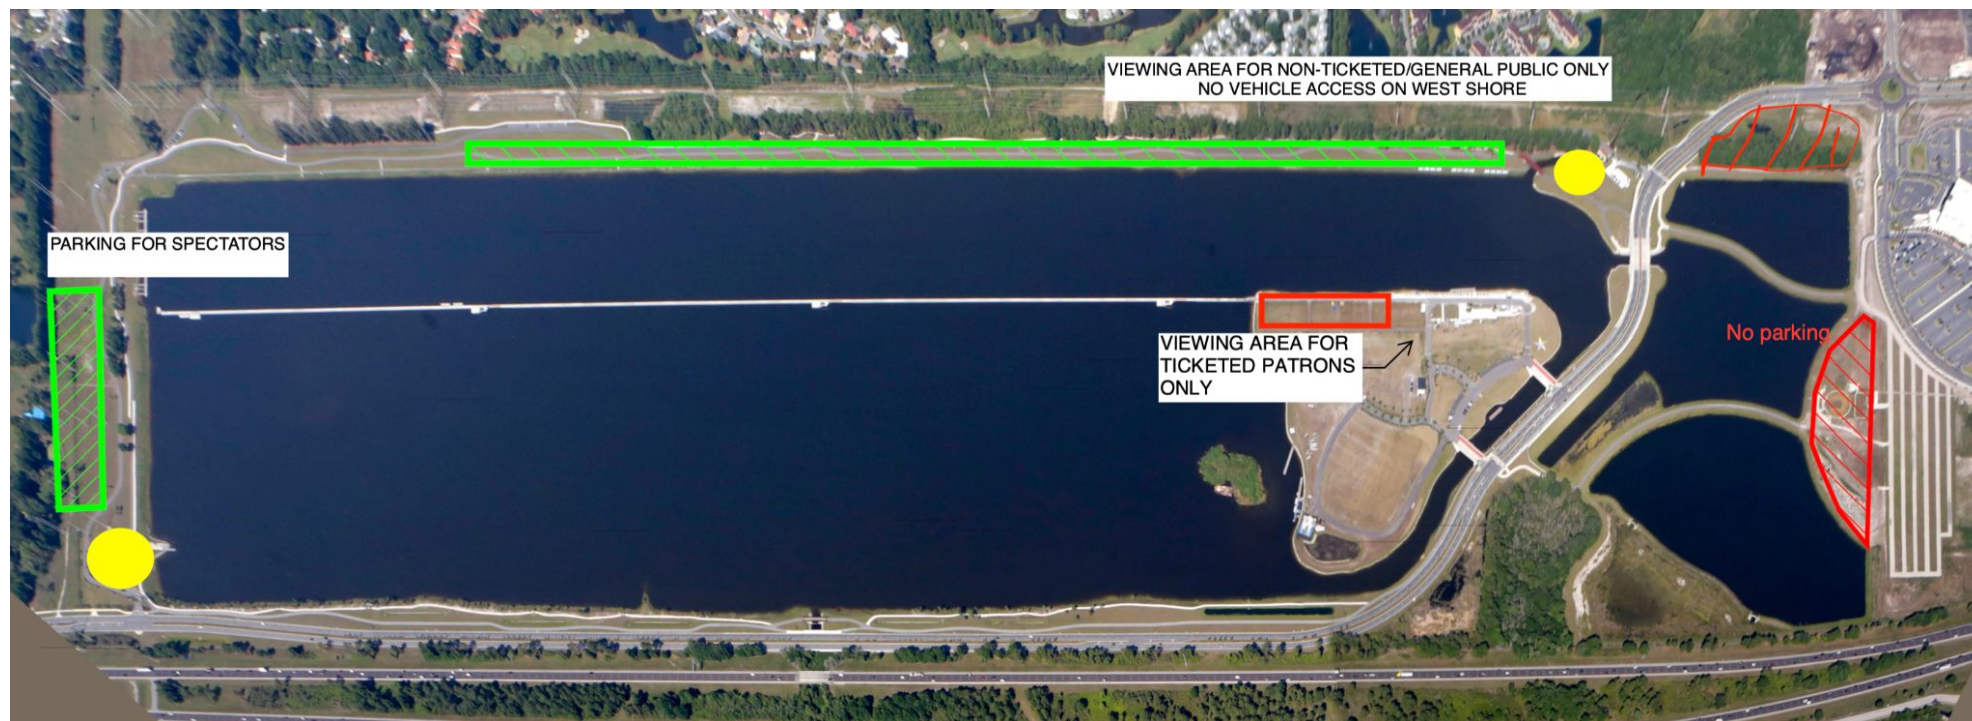 VIEWING AREA FOR NON-TICKETED/GENERAL PUBLIC ONLY
NO VEHICLE ACCESS ON WEST SHORE
PARKING FOR SPECTATORS
No parking
VIEWING AREA FOR
TICKETED PATRONS
ONLY